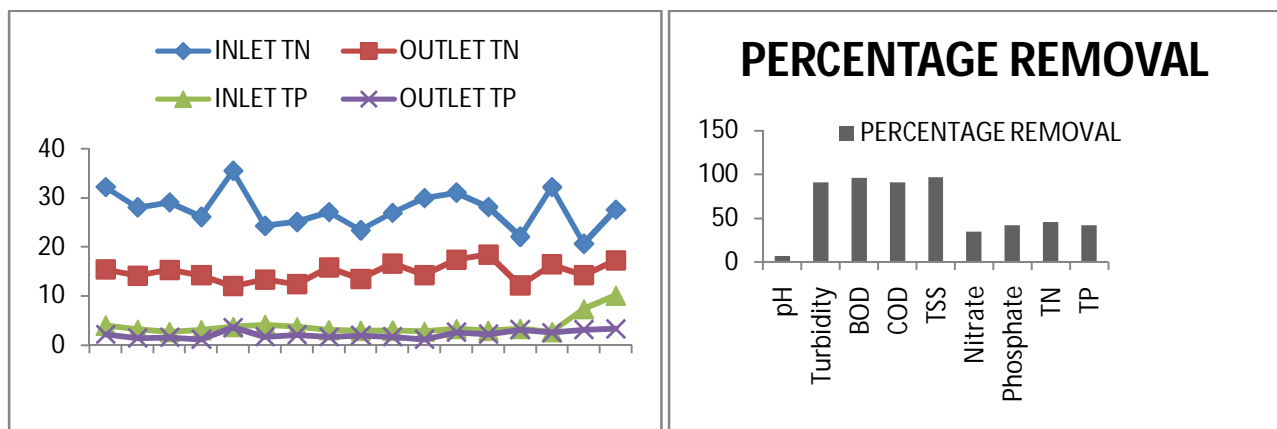 INLET TN OUTLET TN
INLET TP OUTLET TP
40
30
20
10
0
PERCENTAGE REMOVAL
PERCENTAGE REMOVAL
150
100
50
0
pH
Turbidity
BOD
COD
TSS
Nitrate
Phosphate
TN
TP